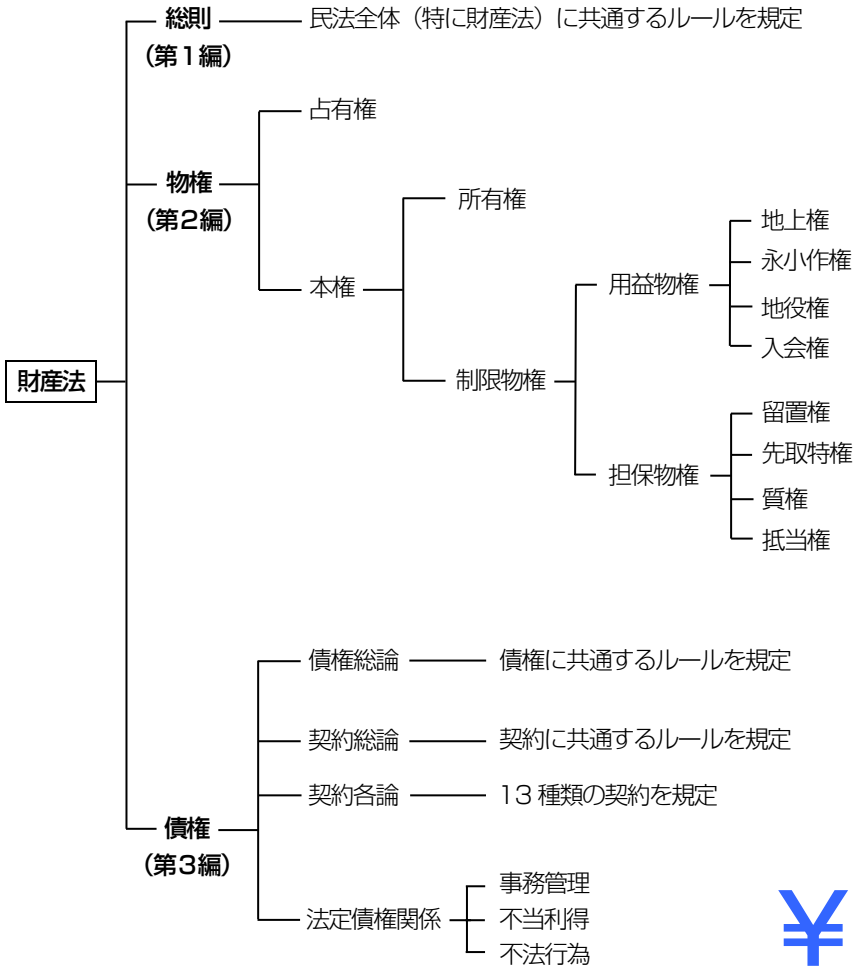 総則
民法全体（特に財産法）に共通するルールを規定
（第１編）
占有権
物権
（第２編）
所有権
本権
地上権
永小作権
用益物権
地役権
入会権
財産法
制限物権
留置権
先取特権
担保物権
質権
抵当権
債権総論
債権に共通するルールを規定
契約総論
契約に共通するルールを規定
契約各論
13 種類の契約を規定
債権
（第３編）
事務管理
法定債権関係
不当利得
不法行為
¥